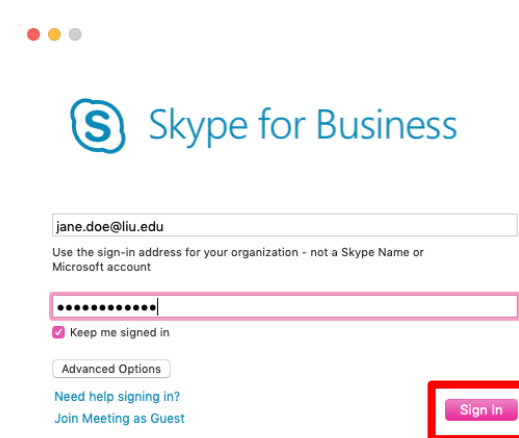 Skype for Business
jane.doe@liu.edu
Use the sign-in address for your organization - not a Skype Name or
Microsoft account
••••••••••••
Keep me signed in
Advanced Options
Need help signing in?
Join Meeting as Guest
Sign In